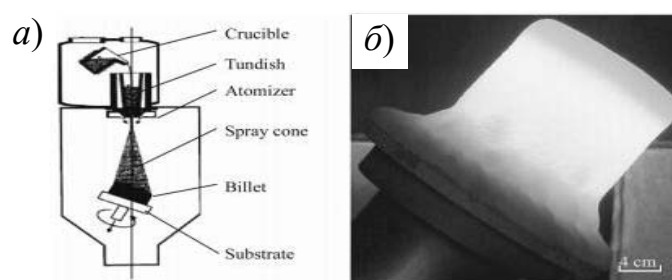 а)
Crucible
Tundish
Atomizer
Spray cone
Billet
Substrate
б)
4 cm